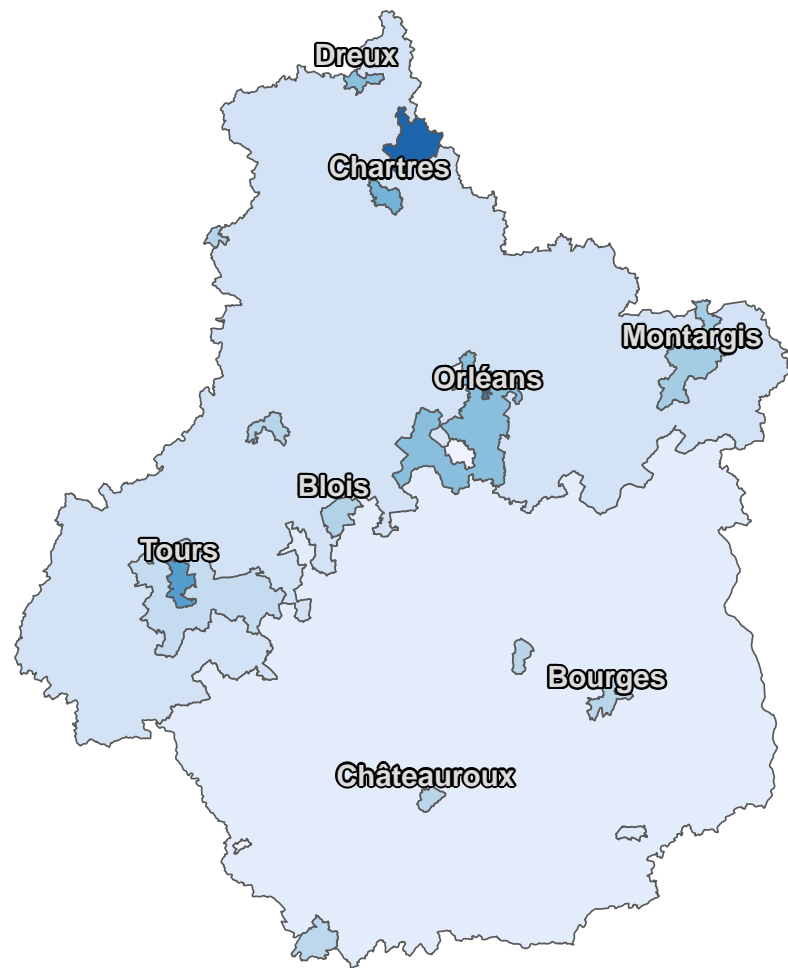 Dreux
Chartres
Montargis
Orléans
Blois
Tours
Bourges
Châteauroux